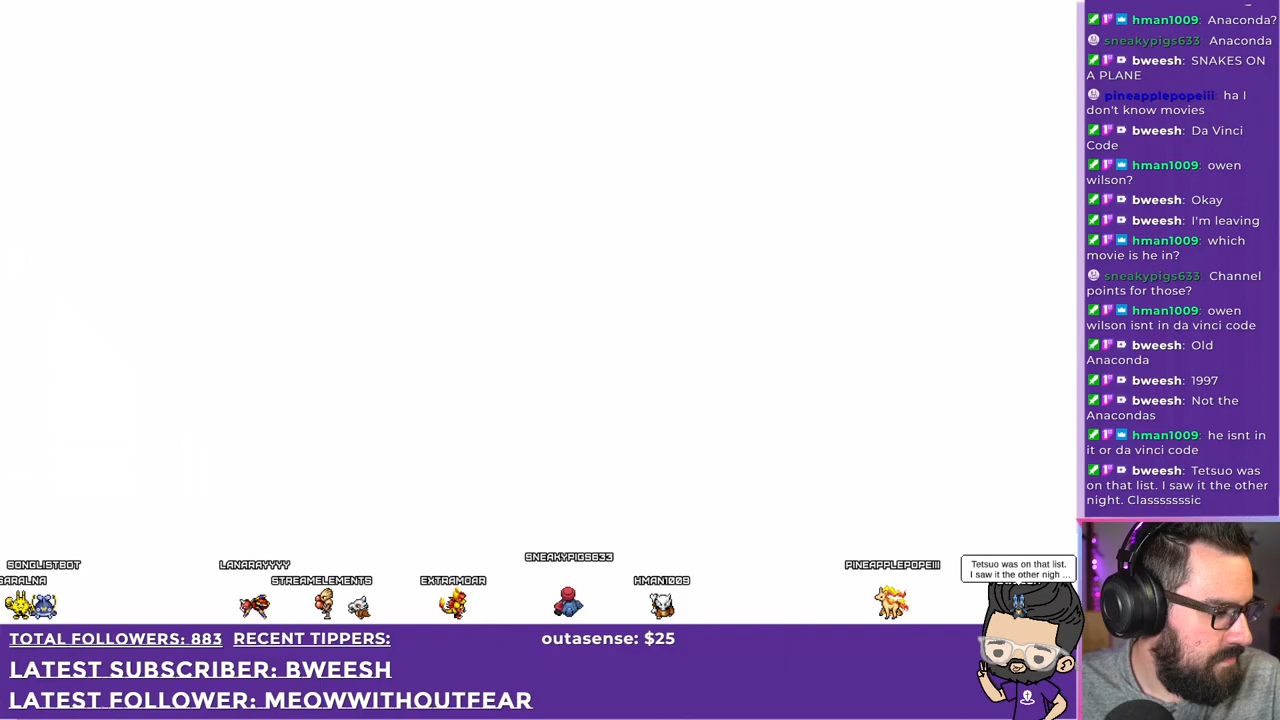 hman1009: Anaconda?
sneakypigs633 Anaconda
bweesh: SNAKES ON
A PLANE
pineapplepopeiii: ha I
don't know movies
bweesh: Da Vinci
Code
hman1009: owen
wilson?
bweesh: Okay
bweesh: I'm leaving
hman1009: which
movie is he in?
sneakypigs633 Channel
points for those?
hman1009: owen
wilson isnt in da vinci code
bweesh: Old
Anaconda
bweesh: 1997
bweesh: Not the
Anacondas
hman1009: he isnt in
it or da vinci code
bweesh: Tetsuo was
on that list. I saw it the other
night. Classsssssic
SONGLISTBOT
SARALNA
LANARAYYYY
STREAMELEMENTS
EXTRAMOAR
SNEAKYPIGS633
HMAN1009
PINEAPPLEPOPEIII
Tetsuo was on that list.
I saw it the other nigh ...
TOTAL FOLLOWERS: 883 RECENT TIPPERS:
outasense: $25
LATEST SUBSCRIBER: BWEESH
LATEST FOLLOWER: MEOWWITHOUTFEAR